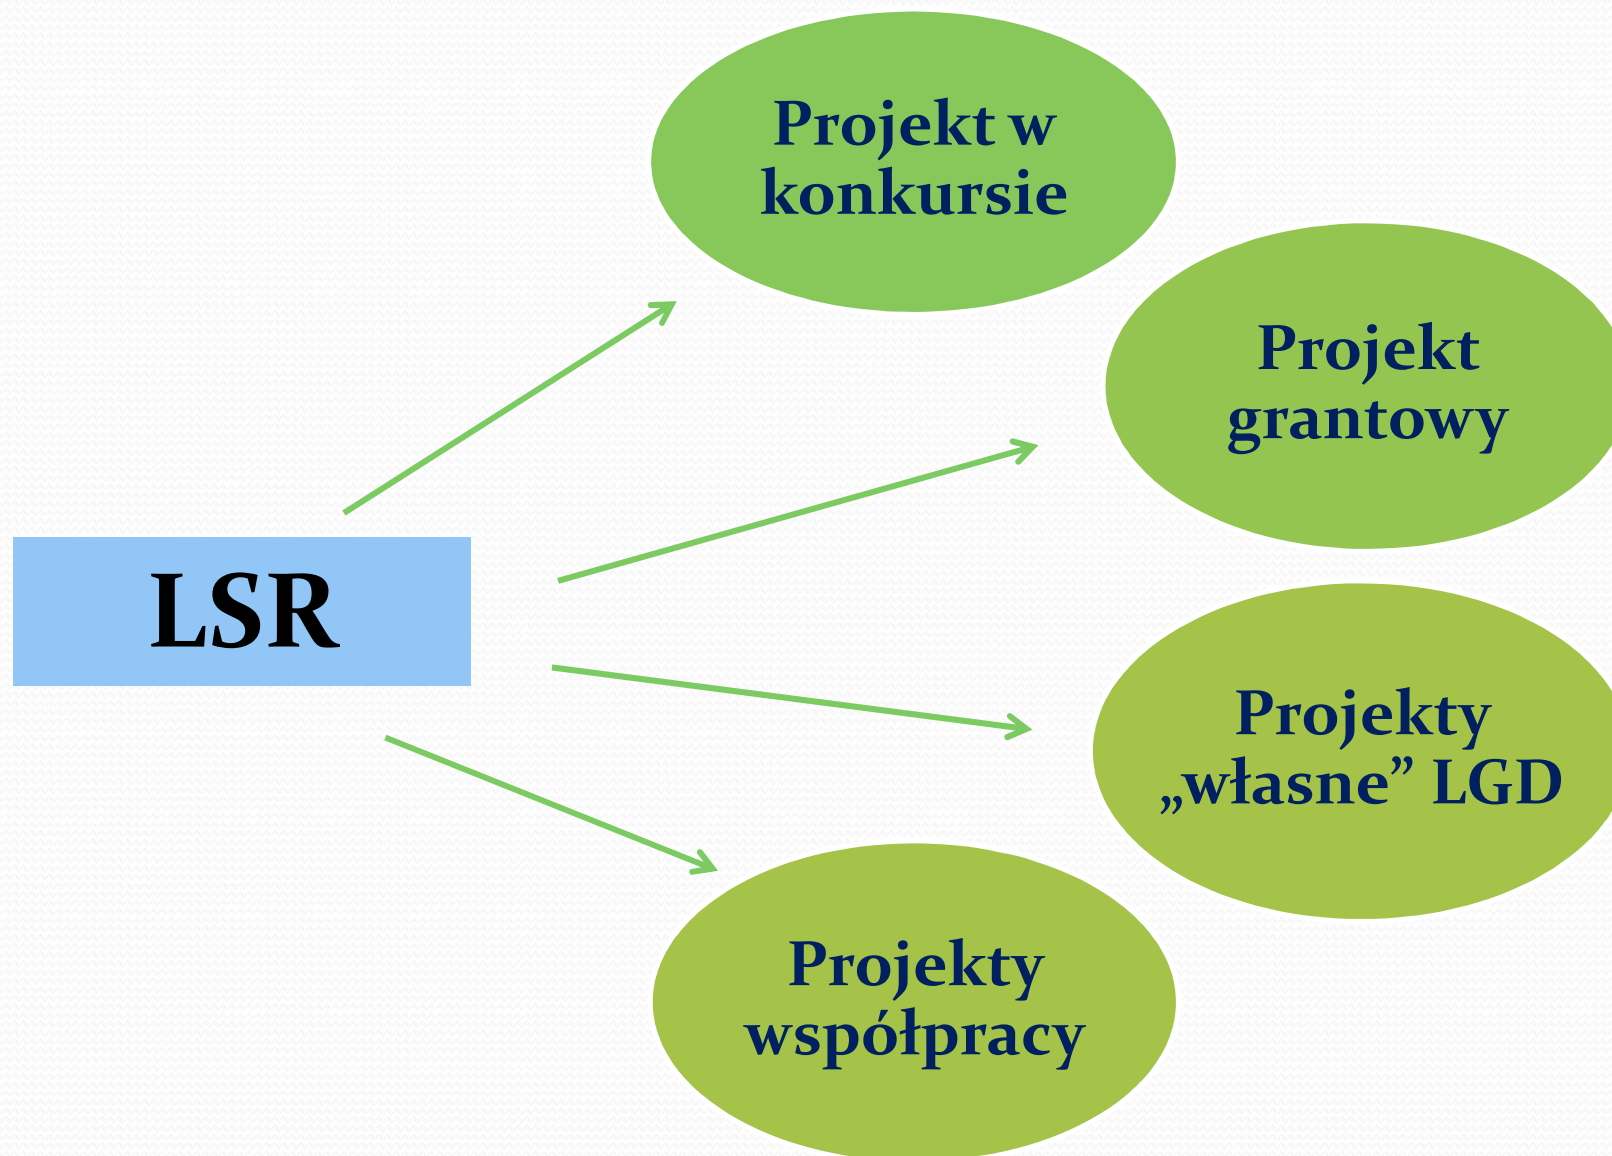 Projekt w
konkursie
Projekt
grantowy
LSR
Projekty
„własne” LGD
Projekty
współpracy